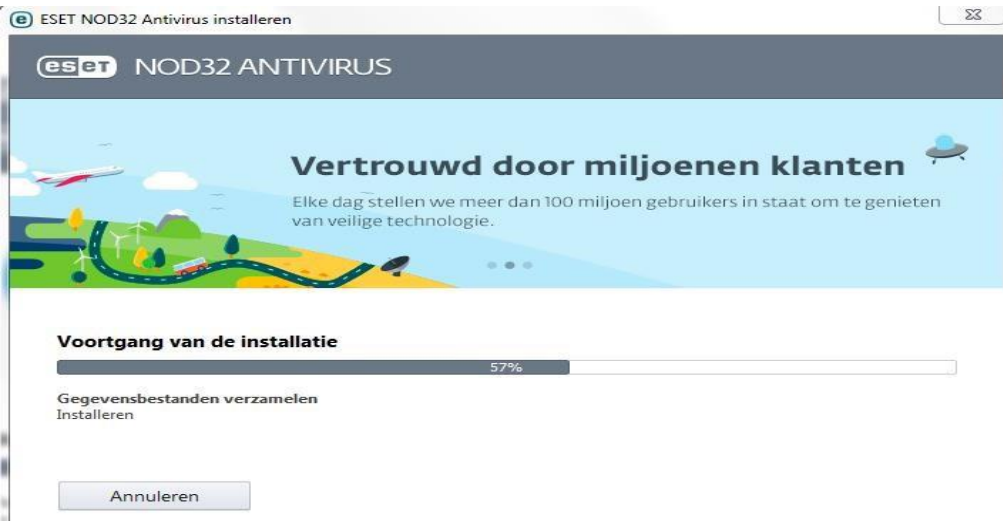 ESET NOD32 Antivirus installeren
eset NOD32 ANTIVIRUS
Vertrouwd door miljoenen klanten
Elke dag stellen we meer dan 100 miljoen gebruikers in staat om te genieten
van veilige technologie.
Voortgang van de installatie
57%
Gegevensbestanden verzamelen
Installeren
Annuleren